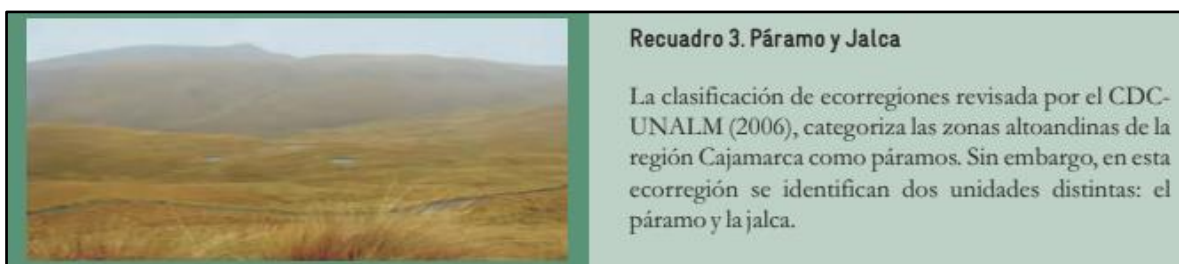 Recuadro 3. Páramo y Jalca
La clasificación de ecorregiones revisada por el CDC-
UNALM (2006), categoriza las zonas altoandinas de la
región Cajamarca como páramos. Sin embargo, en esta
ecorregión se identifican dos unidades distintas: el
páramo y la jalca.